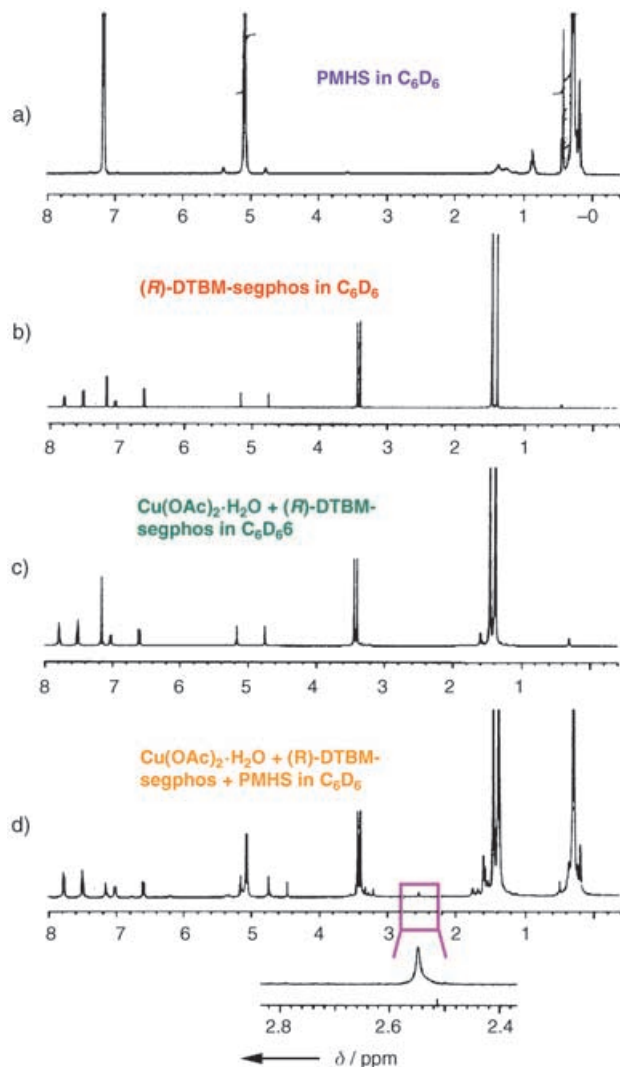 a)
PMHS in C6D6
8 7 6 5 4 3 2 1 –0
b)
(R)-DTBM-segphos in C6D6
8 7 6 5 4 3 2 1
c)
Cu(OAc)2·H2O + (R)-DTBM-
segphos in C6D66
8 7 6 5 4 3 2 1
d)
Cu(OAc)2·H2O + (R)-DTBM-
segphos + PMHS in C6D6
8 7 6 5 4 3 2 1
2.8 2.6 2.4
δ / ppm